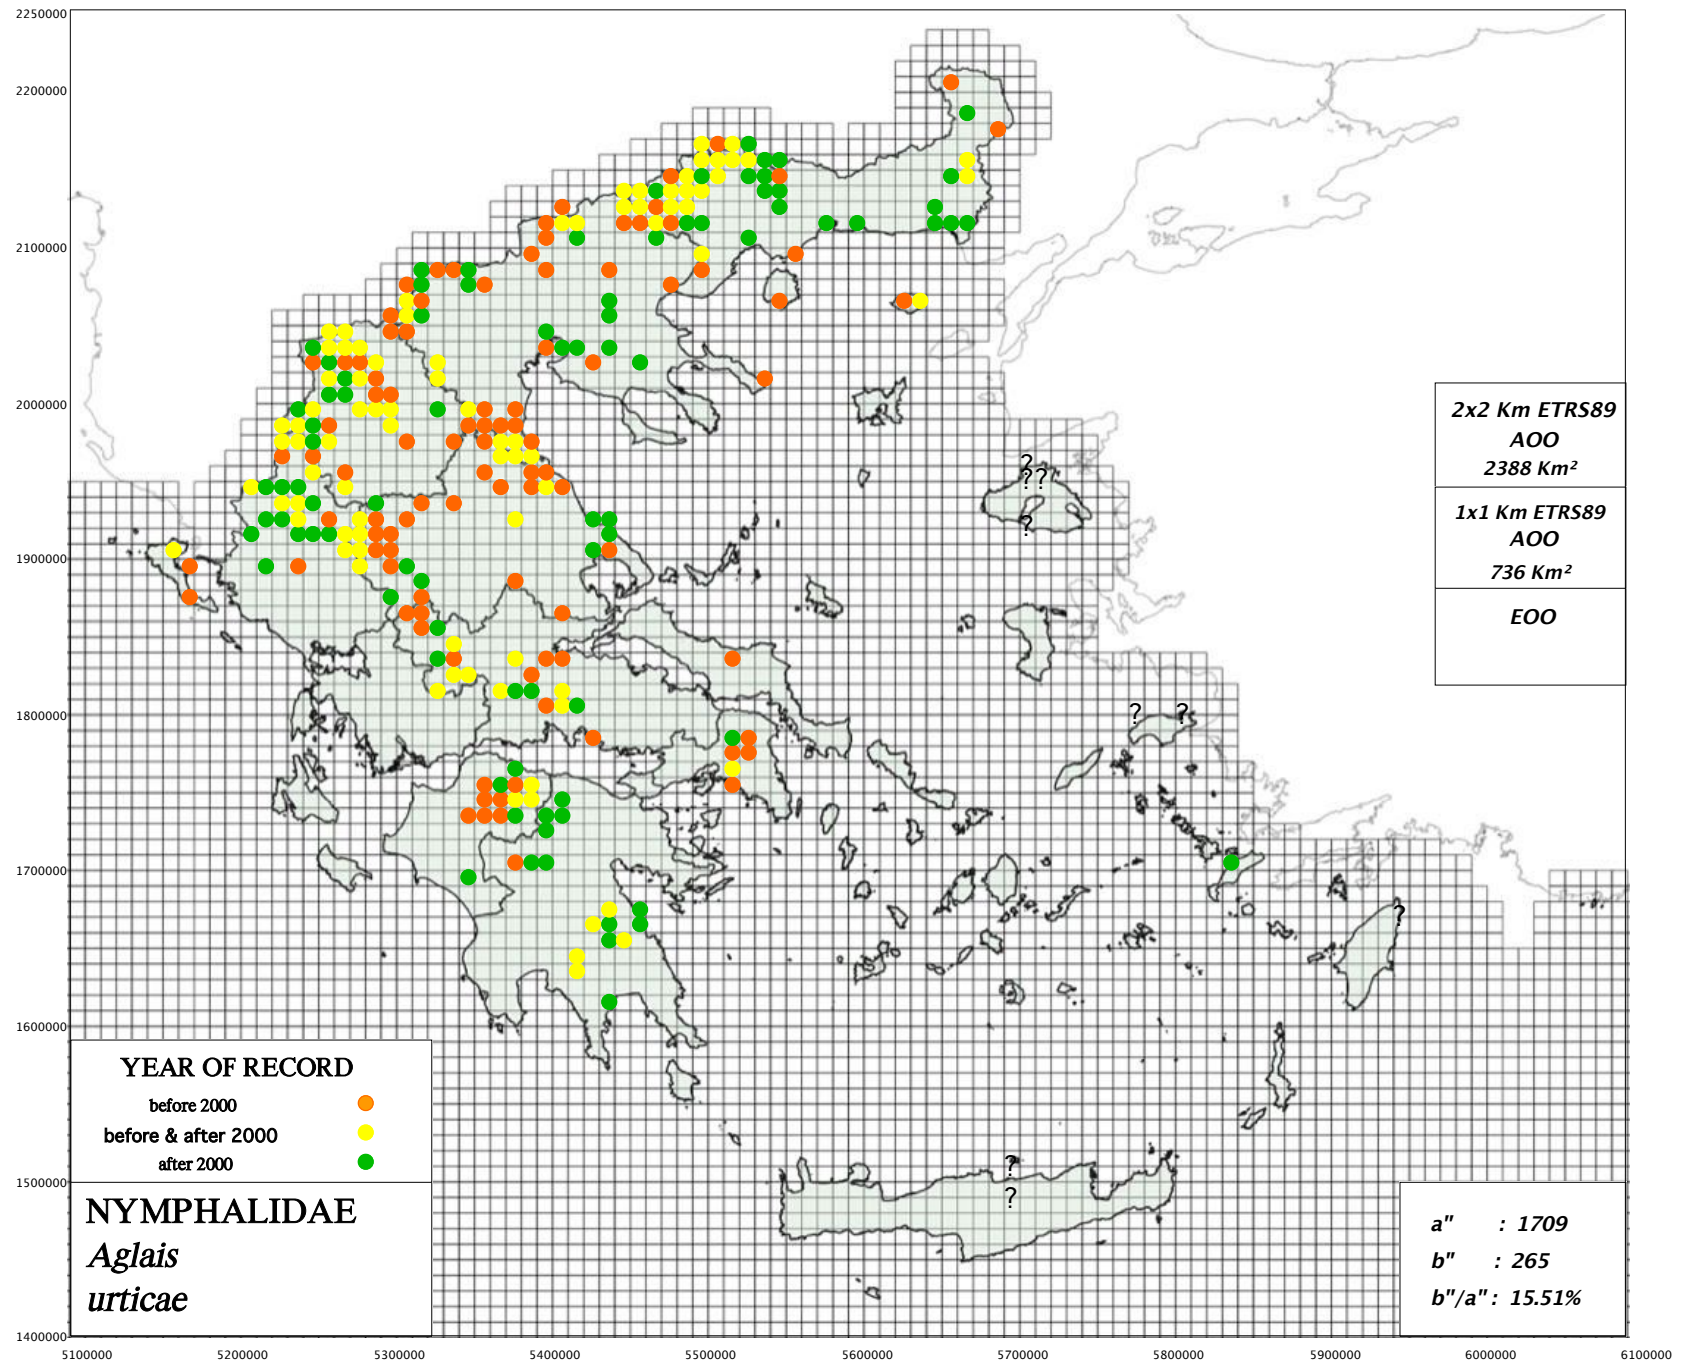 2250000
2200000
2100000
2000000
1900000
1800000
1700000
1600000
1500000
1400000
5100000 5200000 5300000 5400000 5500000 5600000 5700000 5800000 5900000 6000000 6100000
?
? ?
?
? ?
?
?
?
2x2 Km ETRS89
AOO
2388 Km²
1x1 Km ETRS89
AOO
736 Km²
EOO
YEAR OF RECORD
before 2000
before & after 2000
after 2000
NYMPHALIDAE
Aglais
urticae
a" : 1709
b" : 265
b"/a" : 15.51%